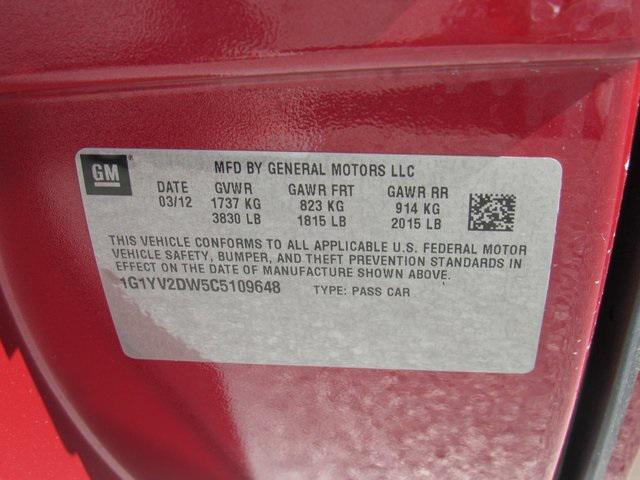 GM
MFD BY GENERAL MOTORS LLC
DATE GVWR GAWR FRT GAWR RR
03/12 1737 KG 823 KG 914 KG
3830 LB 1815 LB 2015 LB
THIS VEHICLE CONFORMS TO ALL APPLICABLE U.S. FEDERAL MOTOR
VEHICLE SAFETY, BUMPER, AND THEFT PREVENTION STANDARDS IN
EFFECT ON THE DATE OF MANUFACTURE SHOWN ABOVE.
1G1YV2DW5C5109648 TYPE: PASS CAR